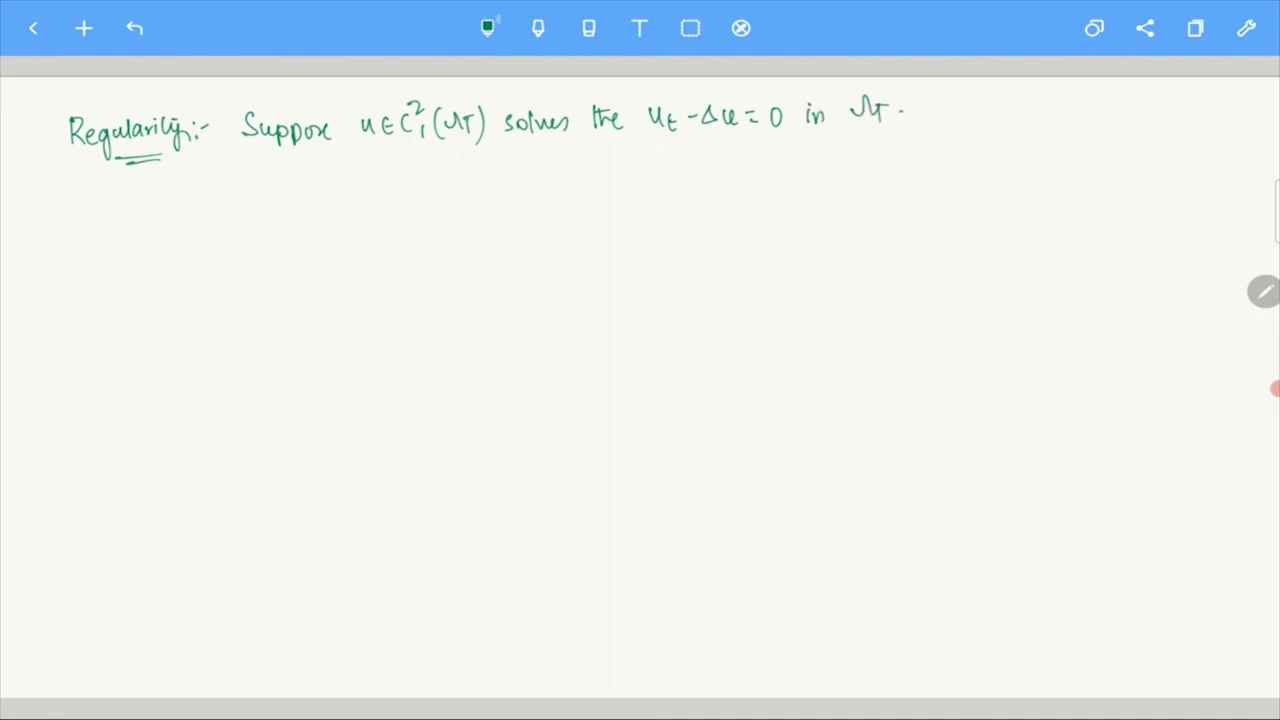 Regularity:- Suppose u∈C²₁(Ω_T) solves the u_t - Δu = 0 in Ω_T.